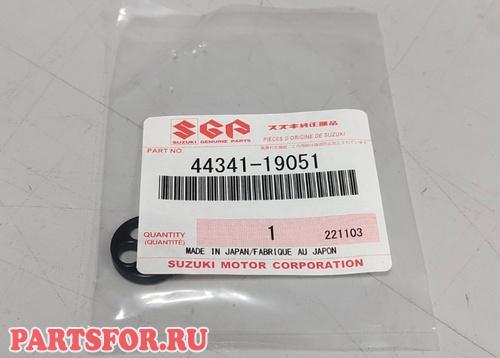 SGP
SUZUKI GENUINE PARTS
スズキ純正部品
PIÈCES D'ORIGINE DE SUZUKI
PART NO.
44341-19051
QUANTITY
(QUANTITÉ)
1
221103
MADE IN JAPAN/FABRIQUE AU JAPON
SUZUKI MOTOR CORPORATION
PARTSFOR.RU